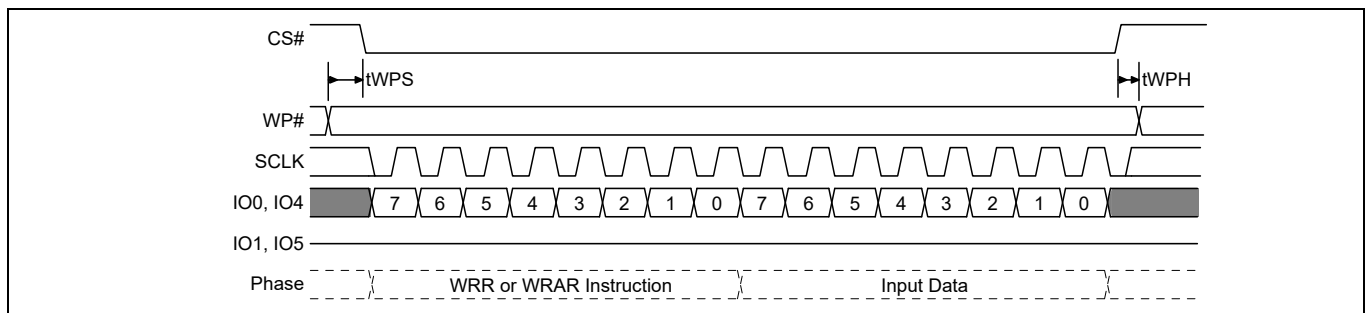 CS#
tWPS
tWPH
WP#
SCLK
IO0, IO4 7 6 5 4 3 2 1 0 7 6 5 4 3 2 1 0
IO1, IO5
Phase WRR or WRAR Instruction Input Data